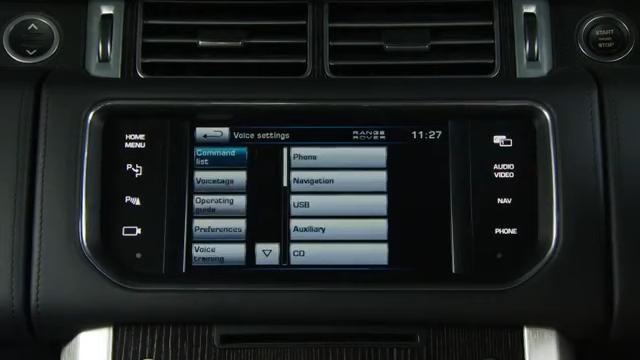 START
STOP
HOME
MENU
Voice settings
RANGE
ROVER
11:27
Command
list
Phone
AUDIO
VIDEO
Voicetags
Navigation
Operating
guide
USB
NAV
Preferences
Auxiliary
PHONE
Voice
training
CD